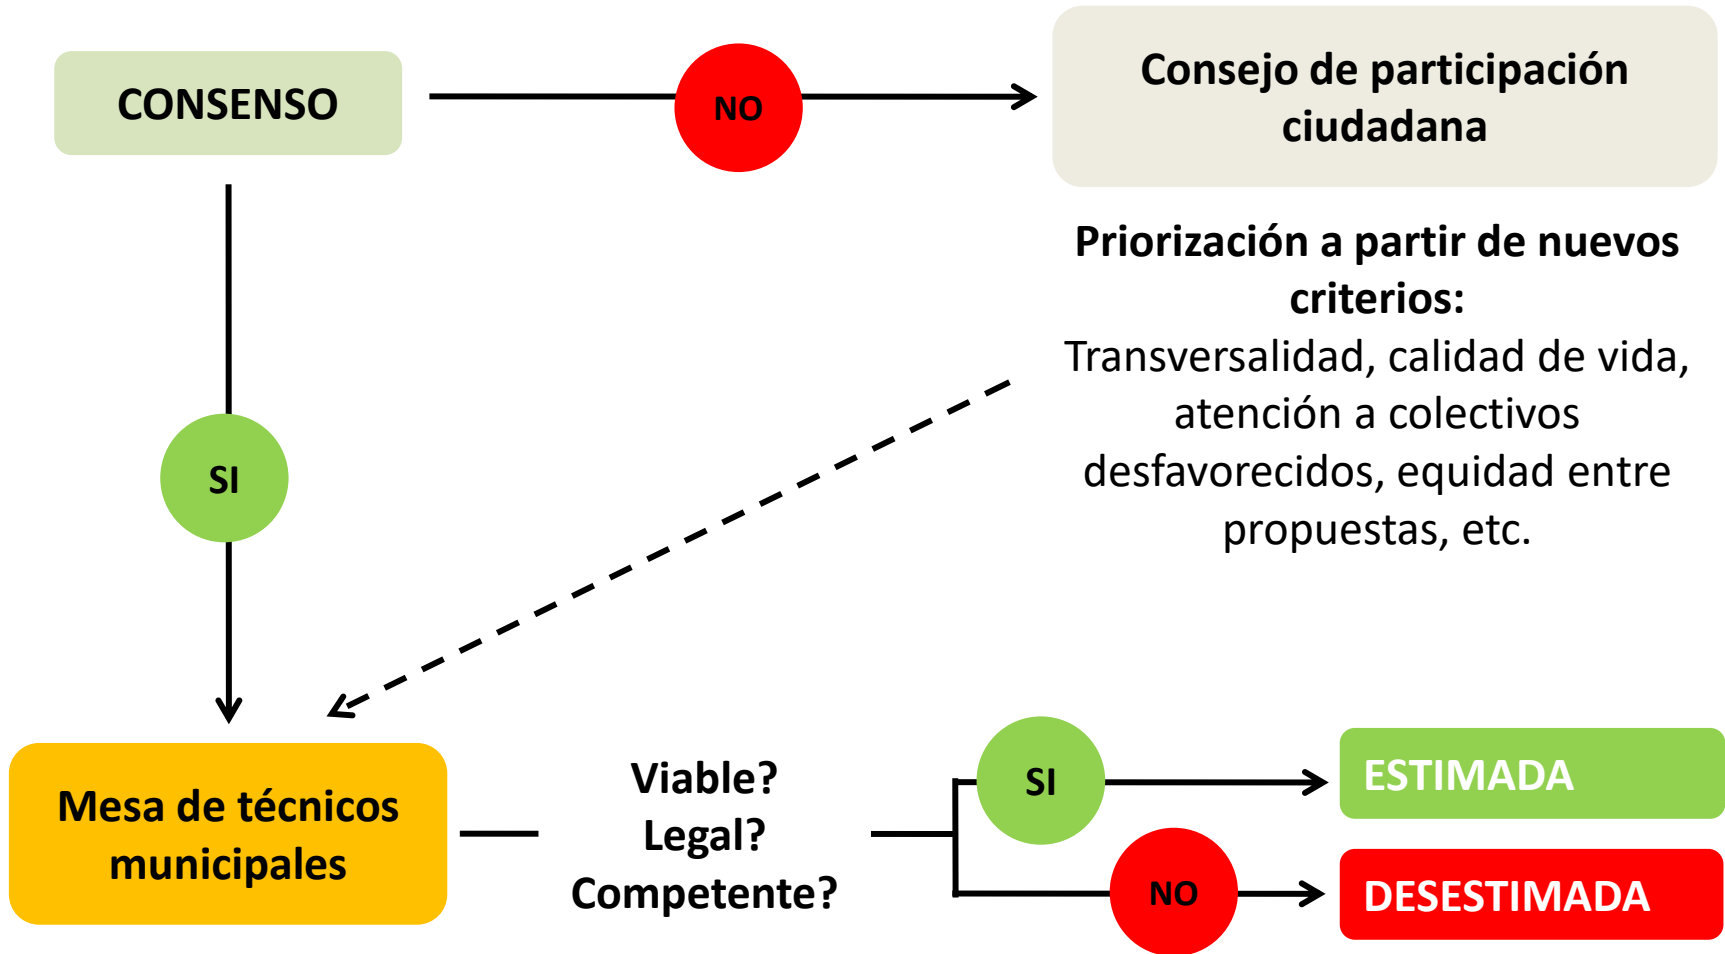 CONSENSO
NO
Consejo de participación
ciudadana
Priorización a partir de nuevos
criterios:
Transversalidad, calidad de vida,
atención a colectivos
desfavorecidos, equidad entre
propuestas, etc.
SI
Mesa de técnicos
municipales
Viable?
Legal?
Competente?
SI
ESTIMADA
NO
DESESTIMADA